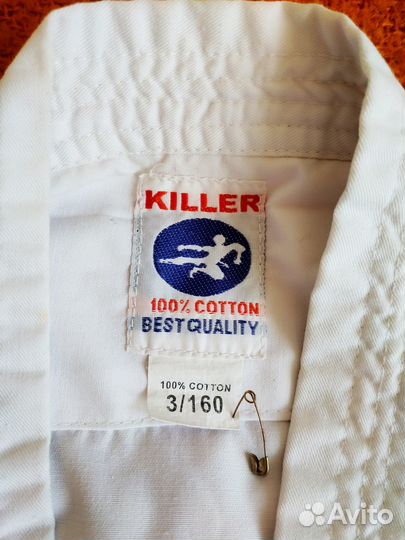 KILLER
100% COTTON
BEST QUALITY
100% COTTON
3/160
Avito